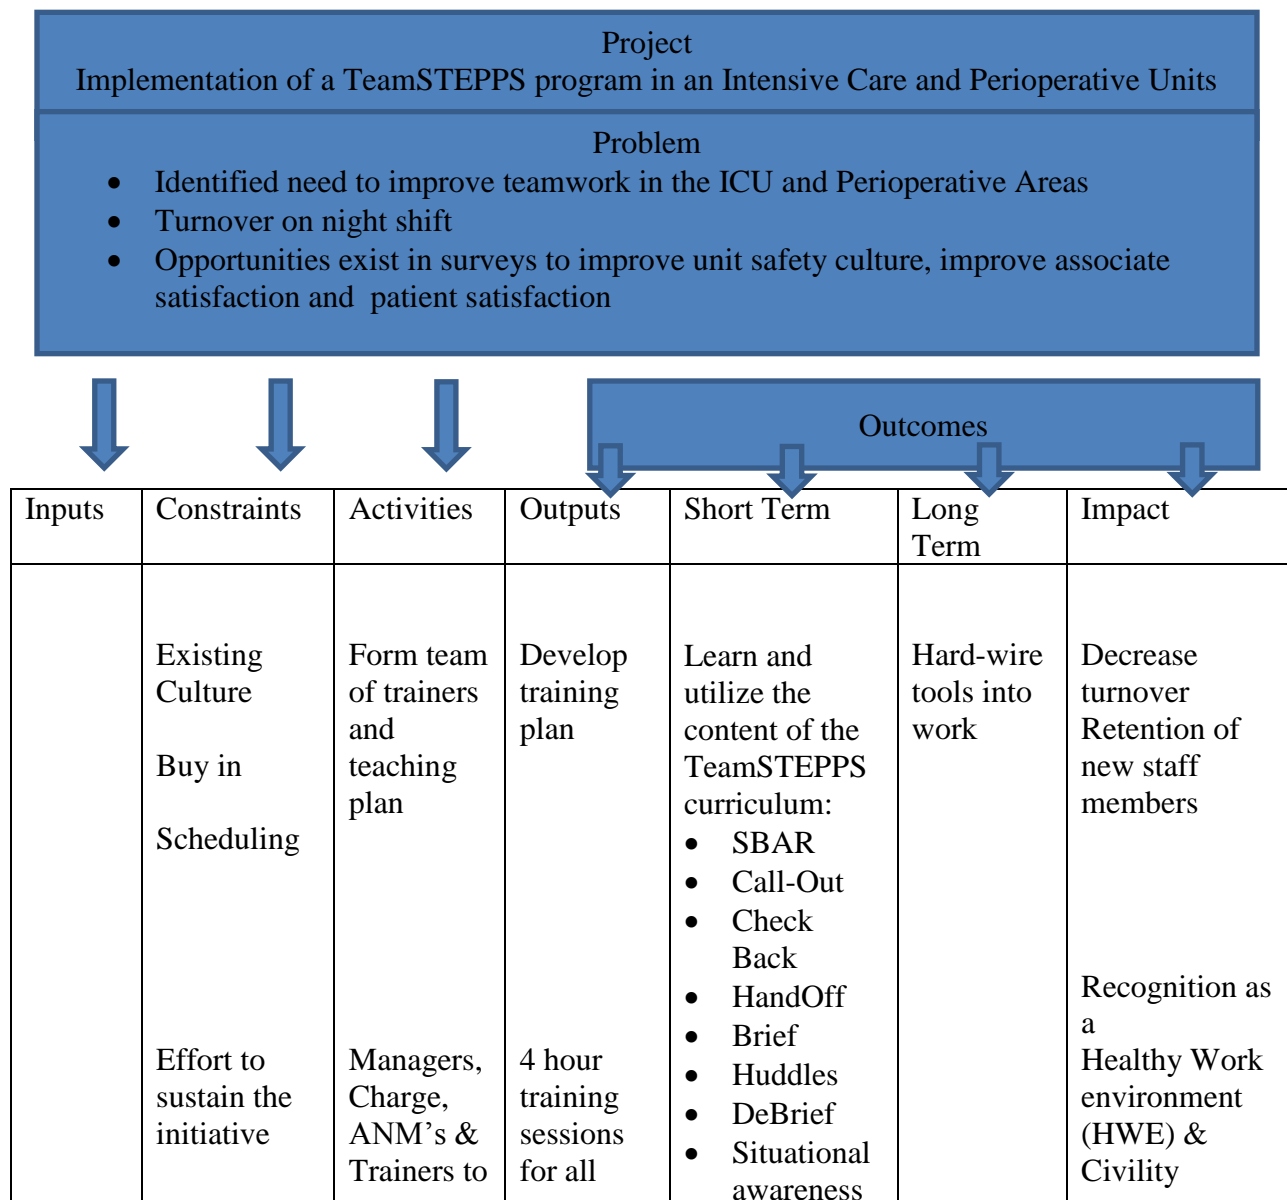 Project
Implementation of a TeamSTEPPS program in an Intensive Care and Perioperative Units
Problem
• Identified need to improve teamwork in the ICU and Perioperative Areas
• Turnover on night shift
• Opportunities exist in surveys to improve unit safety culture, improve associate
satisfaction and patient satisfaction
Outcomes
Inputs
Constraints
Activities
Outputs
Short Term
Long
Term
Impact
Existing
Culture
Buy in
Scheduling
Effort to
sustain the
initiative
Form team
of trainers
and
teaching
plan
Managers,
Charge,
ANM's &
Trainers to
Develop
training
plan
4 hour
training
sessions
for all
Learn and
utilize the
content of the
TeamSTEPPS
curriculum:
• SBAR
• Call-Out
• Check
Back
• HandOff
• Brief
• Huddles
• DeBrief
• Situational
awareness
Hard-wire
tools into
work
Decrease
turnover
Retention of
new staff
members
Recognition as
a
Healthy Work
environment
(HWE) &
Civility